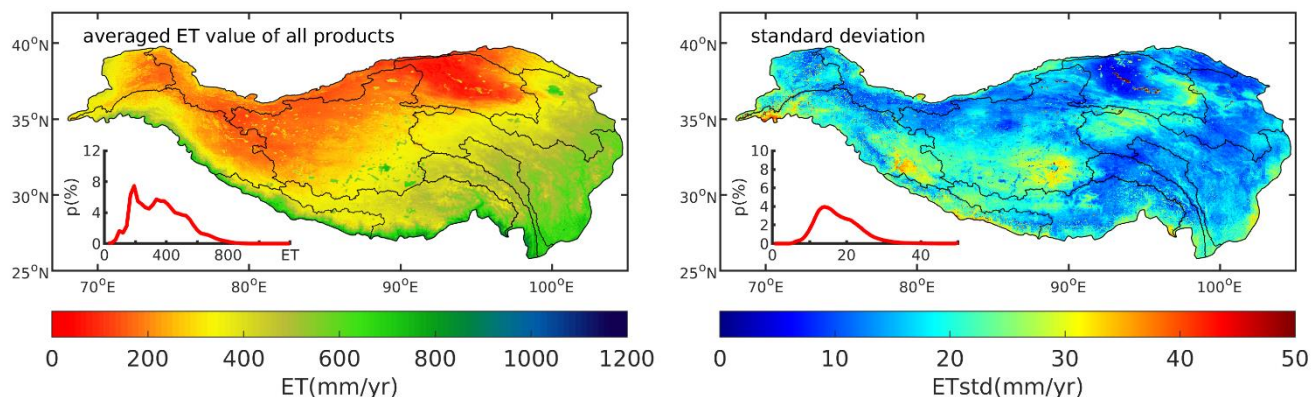 averaged ET value of all products
40°N
35°N
30°N
25°N
12
8
4
0
p(%)
0 400 800 ET
70°E 80°E 90°E 100°E
0 200 400 600 800 1000 1200
ET(mm/yr)
standard deviation
40°N
35°N
30°N
25°N
10
8
6
4
2
0
p(%)
0 20 40
70°E 80°E 90°E 100°E
0 10 20 30 40 50
ETstd(mm/yr)